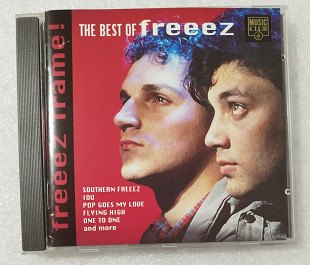 THE BEST OF freeez
MUSIC
CLUB
freeez frame!
SOUTHERN FREEEZ
IOU
POP GOES MY LOVE
FLYING HIGH
ONE TO ONE
and more